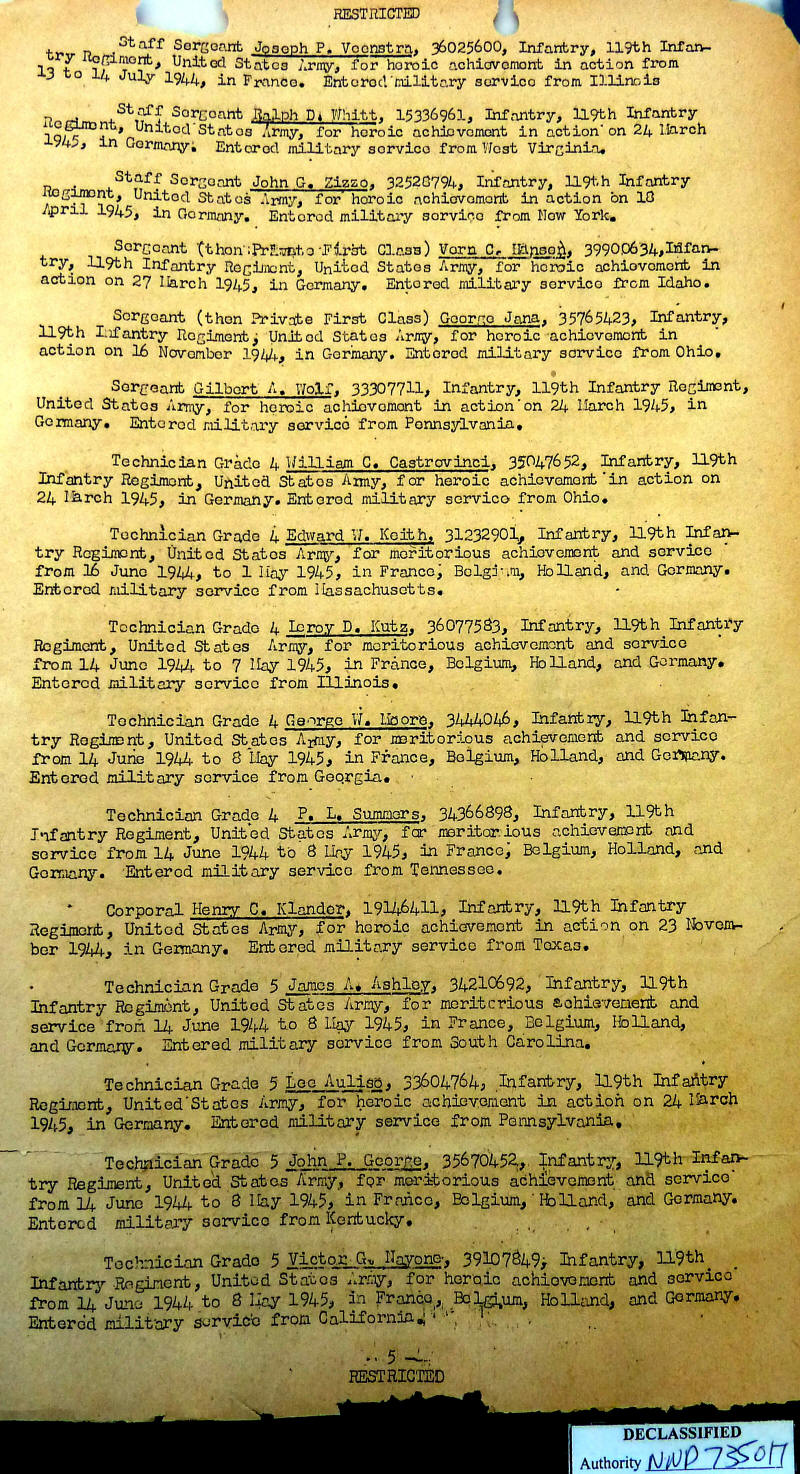 RESTRICTED
Staff Sergeant Joseph P. Veenstra, 36025600, Infantry, 119th Infan-
try Regiment, United States Army, for heroic achievement in action from
13 to 14 July 1944, in France. Entered military service from Illinois
Staff Sergeant Ralph D. Whitt, 15336961, Infantry, 119th Infantry
Regiment, United States Army, for heroic achievement in action on 24 March
1945, in Germany. Entered military service from West Virginia.
Staff Sergeant John G. Zizzo, 32528794, Infantry, 119th Infantry
Regiment, United States Army, for heroic achievement in action on 18
April 1945, in Germany. Entered military service from New York.
Sergeant (then Private First Class) Vern C. Hansen, 39900634, Infan-
try, 119th Infantry Regiment, United States Army, for heroic achievement in
action on 27 March 1945, in Germany. Entered military service from Idaho.
Sergeant (then Private First Class) George Jana, 35765423, Infantry,
119th Infantry Regiment, United States Army, for heroic achievement in
action on 16 November 1944, in Germany. Entered military service from Ohio.
Sergeant Gilbert A. Wolf, 33307711, Infantry, 119th Infantry Regiment,
United States Army, for heroic achievement in action on 24 March 1945, in
Germany. Entered military service from Pennsylvania.
Technician Grade 4 William C. Castrovinci, 35047652, Infantry, 119th
Infantry Regiment, United States Army, for heroic achievement in action on
24 March 1945, in Germany. Entered military service from Ohio.
Technician Grade 4 Edward W. Keith, 31232901, Infantry, 119th Infan-
try Regiment, United States Army, for meritorious achievement and service
from 16 June 1944, to 1 May 1945, in France, Belgium, Holland, and Germany.
Entered military service from Massachusetts.
Technician Grade 4 Leroy D. Kutz, 36077583, Infantry, 119th Infantry
Regiment, United States Army, for meritorious achievement and service
from 14 June 1944 to 7 May 1945, in France, Belgium, Holland, and Germany.
Entered military service from Illinois.
Technician Grade 4 George W. Moore, 3444046, Infantry, 119th Infan-
try Regiment, United States Army, for meritorious achievement and service
from 14 June 1944 to 8 May 1945, in France, Belgium, Holland, and Germany.
Entered military service from Georgia.
Technician Grade 4 P. L. Summers, 34366898, Infantry, 119th
Infantry Regiment, United States Army, for meritorious achievement and
service from 14 June 1944 to 8 May 1945, in France, Belgium, Holland, and
Germany. Entered military service from Tennessee.
Corporal Henry C. Klander, 19146411, Infantry, 119th Infantry
Regiment, United States Army, for heroic achievement in action on 23 Novem-
ber 1944, in Germany. Entered military service from Texas.
Technician Grade 5 James A. Ashley, 34210692, Infantry, 119th
Infantry Regiment, United States Army, for meritorious achievement and
service from 14 June 1944 to 8 May 1945, in France, Belgium, Holland,
and Germany. Entered military service from South Carolina.
Technician Grade 5 Lee Auliso, 33604764, Infantry, 119th Infantry
Regiment, United States Army, for heroic achievement in action on 24 March
1945, in Germany. Entered military service from Pennsylvania.
Technician Grade 5 John P. George, 35670452, Infantry, 119th Infan-
try Regiment, United States Army, for meritorious achievement and service
from 14 June 1944 to 8 May 1945, in France, Belgium, Holland, and Germany.
Entered military service from Kentucky.
Technician Grade 5 Victor G. Nayone, 39107849, Infantry, 119th
Infantry Regiment, United States Army, for heroic achievement and service
from 14 June 1944 to 8 May 1945, in France, Belgium, Holland, and Germany.
Entered military service from California.
- 5 -
RESTRICTED
DECLASSIFIED
Authority NND 735017